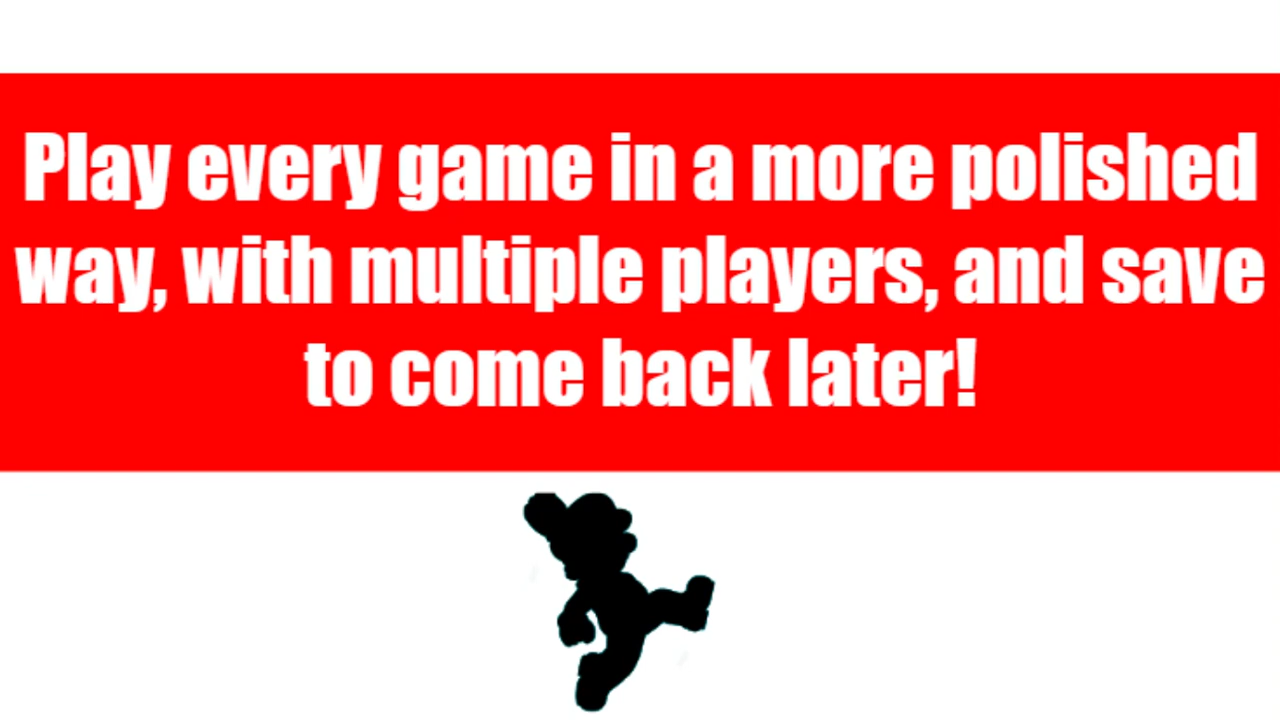 Play every game in a more polished
way, with multiple players, and save
to come back later!